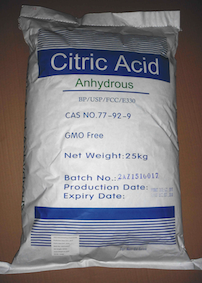 Citric Acid
Anhydrous
BP/USP/FCC/E330
CAS NO.77-92-9
GMO Free
Net Weight:25kg
Batch No.:
Production Date:
Expiry Date: